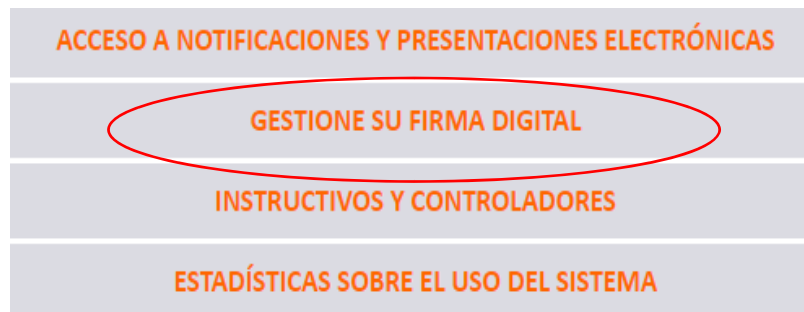 ACCESO A NOTIFICACIONES Y PRESENTACIONES ELECTRÓNICAS
GESTIONE SU FIRMA DIGITAL
INSTRUCTIVOS Y CONTROLADORES
ESTADÍSTICAS SOBRE EL USO DEL SISTEMA